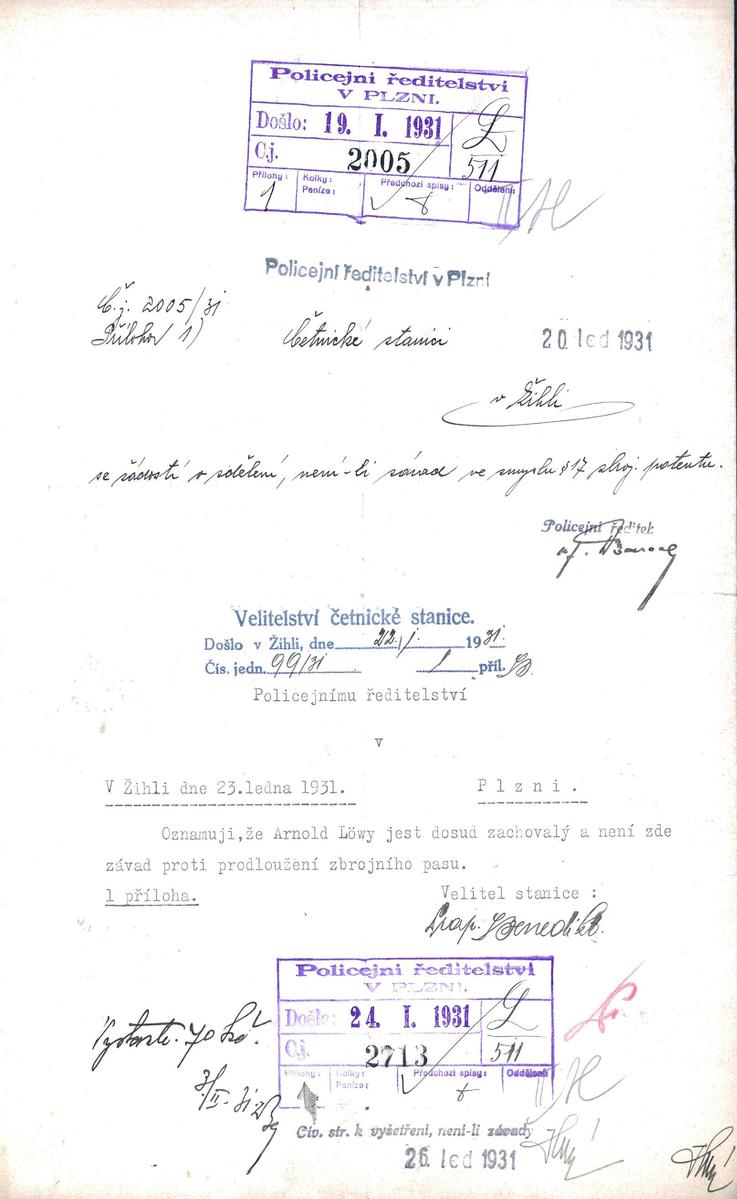 Policejní ředitelství
V PLZNI.
Došlo: 19. I. 1931
Č.j. 2005
L
511
Přílohy: 1
Kolky:
Peníze:
Předchozí spisy:
Oddělení:
Policejní ředitelství v Plzni
Č.j. 2005/31
Příloha 1)
Četnické stanici
20. led 1931
v Žihli
se žádostí o sdělení, není-li závad ve smyslu § 17 zbroj. patentu.
Policejní ředitel:
Velitelství četnické stanice.
Došlo v Žihli, dne 22./I. 1931.
Čís. jedn. 99/31 1 příl.
Policejnímu ředitelství
v
V Žihli dne 23.ledna 1931.
Plzni.
Oznamuji,že Arnold Löwy jest dosud zachovalý a není zde
závad proti prodloužení zbrojního pasu.
1 příloha.
Velitel stanice :
Prap. Benedikt.
Policejní ředitelství
V PLZNI.
Došlo: 24. I. 1931
Čj. 2713
L
511
Přílohy:
Kolky:
Peníze:
Předchozí spisy:
Oddělení:
70
Civ. str. k vyšetření, není-li závady
26. led 1931